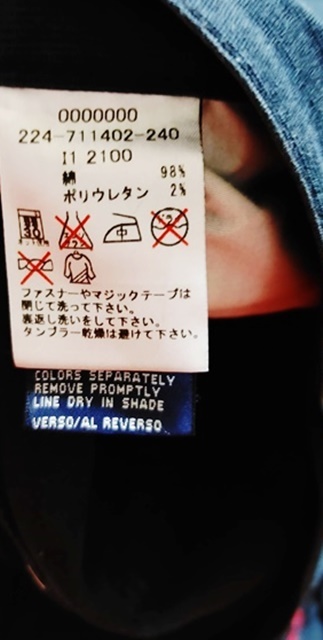 0000000
224-711402-240
I1 2100
綿 98%
ポリウレタン 2%
30
中
ファスナーやマジックテープは
閉じて洗って下さい。
裏返し洗いをして下さい。
タンブラー乾燥は避けて下さい。
COLORS SEPARATELY
REMOVE PROMPTLY
LINE DRY IN SHADE
VERSO/AL REVERSO